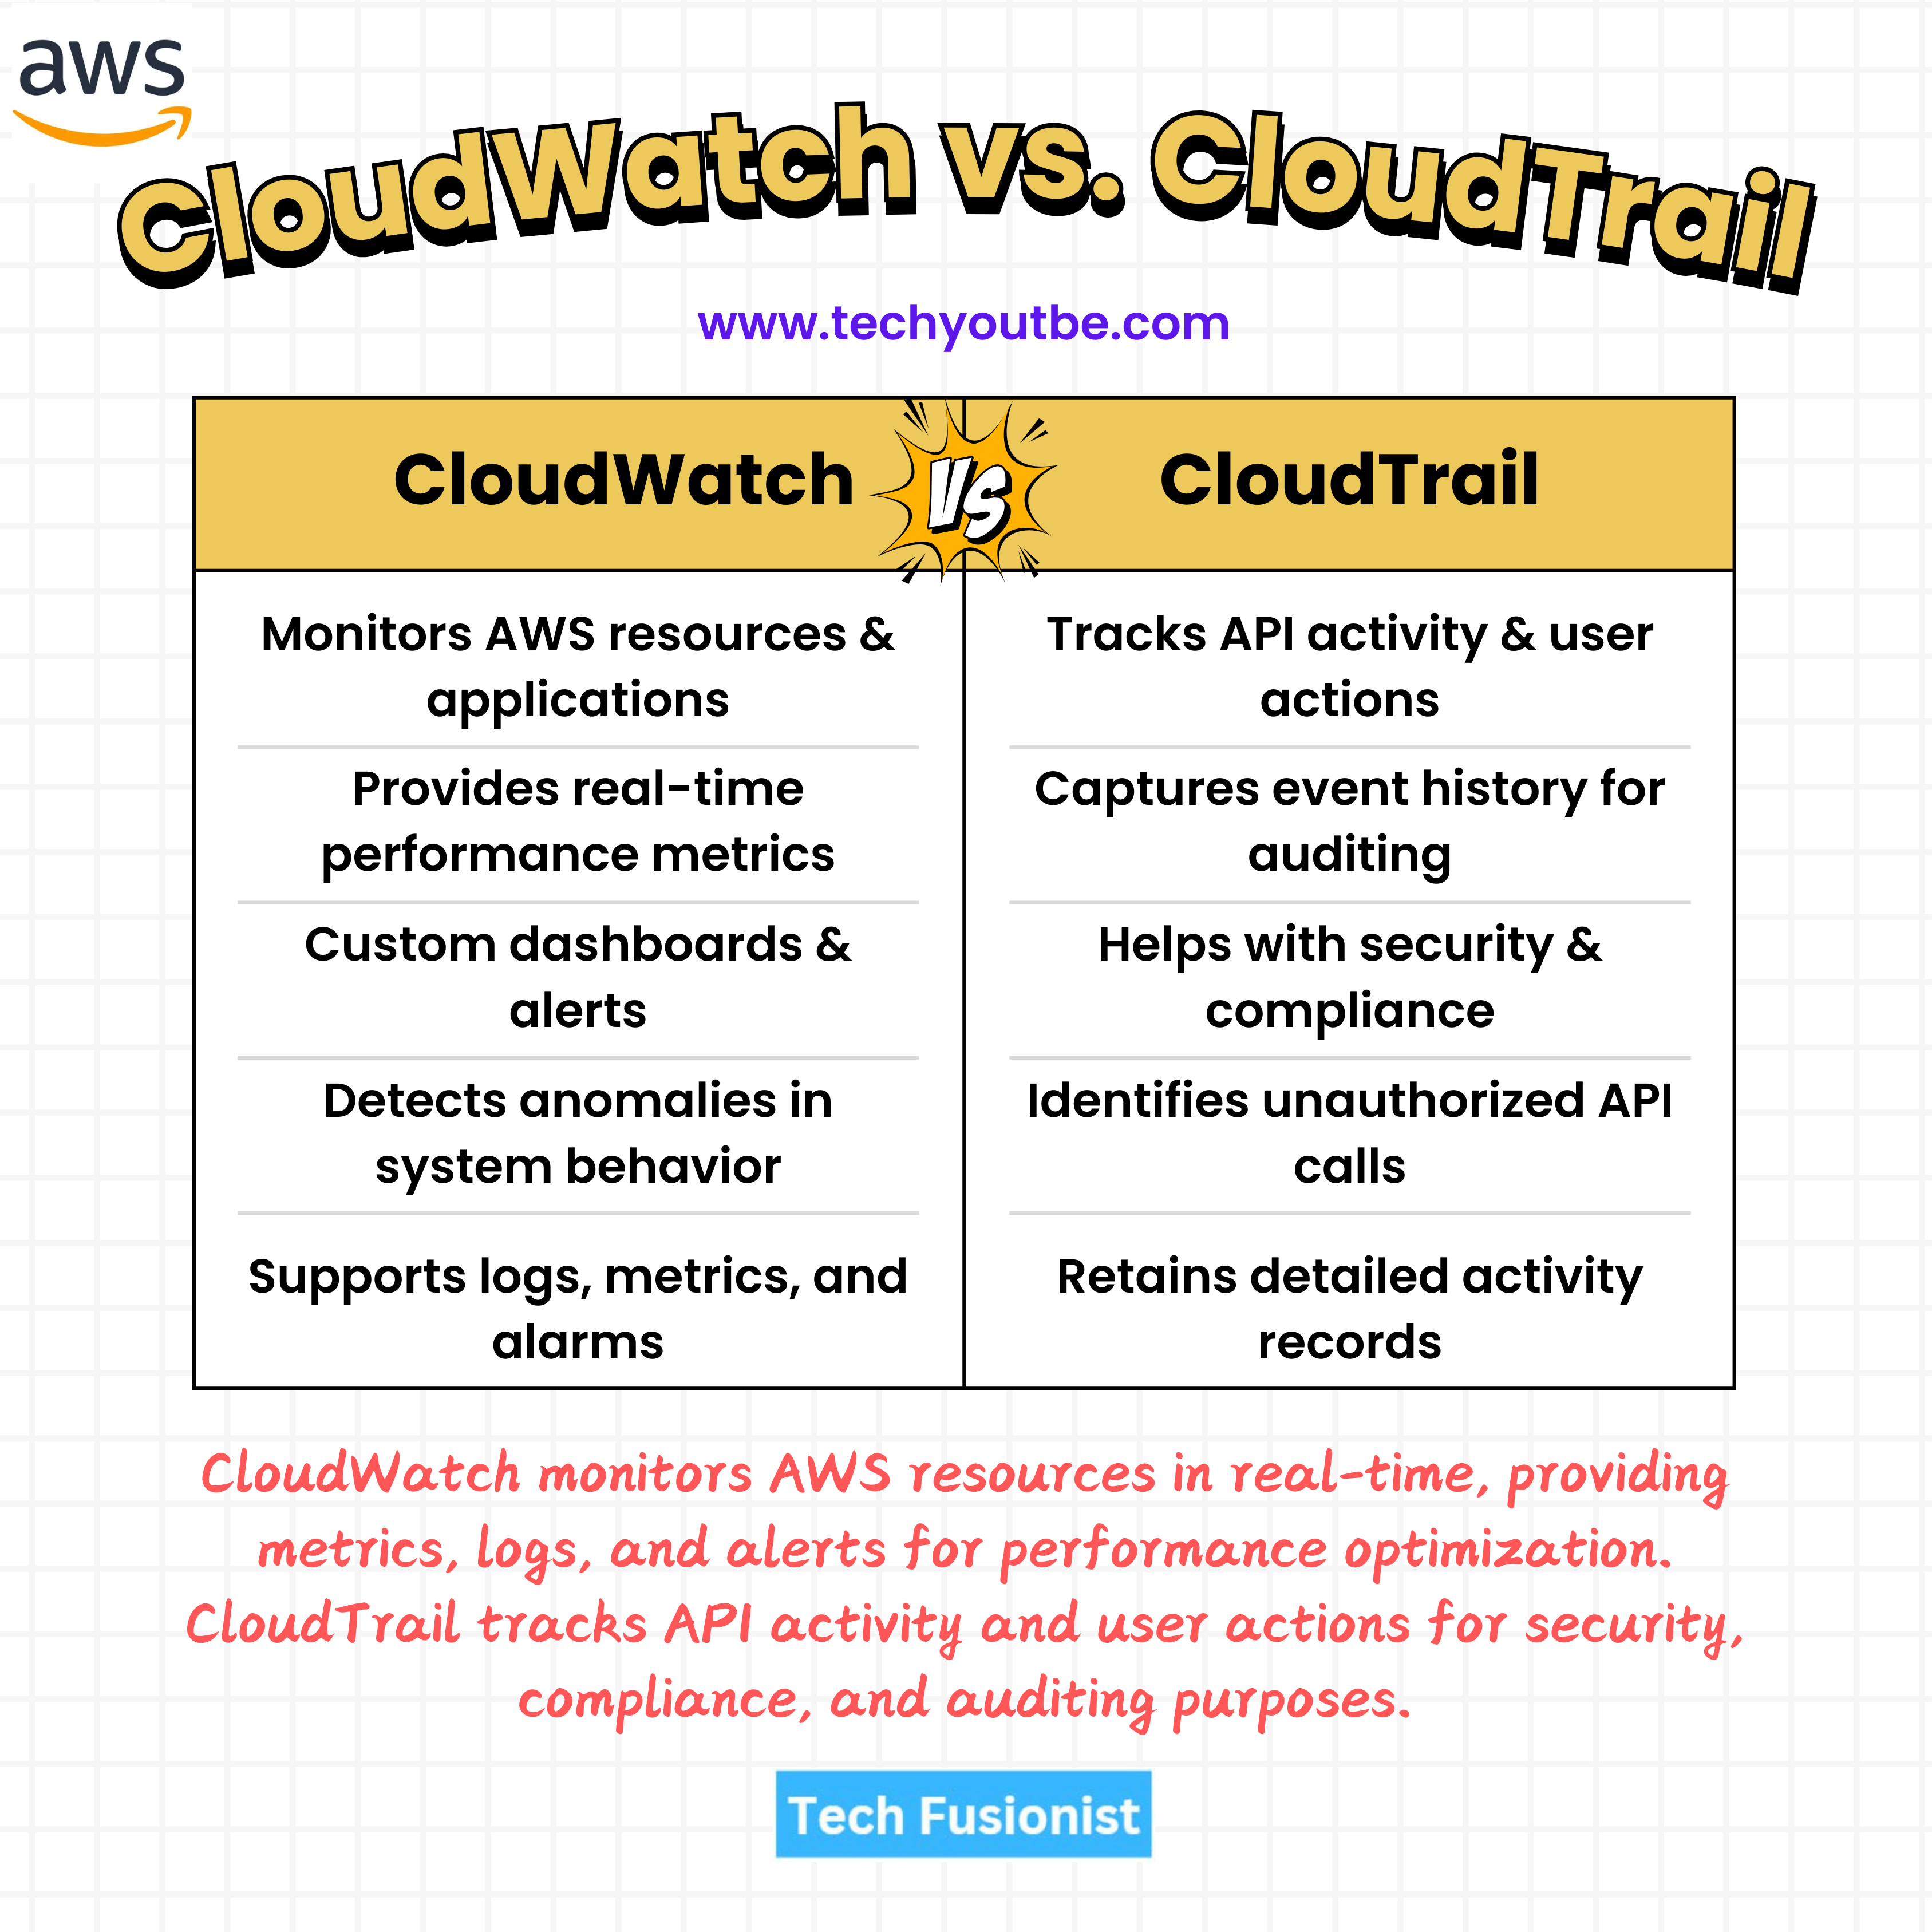 aws
CloudWatch vs. CloudTrail
www.techyoutbe.com
CloudWatch
VS
CloudTrail
Monitors AWS resources &
applications
Tracks API activity & user
actions
Provides real-time
performance metrics
Captures event history for
auditing
Custom dashboards &
alerts
Helps with security &
compliance
Detects anomalies in
system behavior
Identifies unauthorized API
calls
Supports logs, metrics, and
alarms
Retains detailed activity
records
CloudWatch monitors AWS resources in real-time, providing
metrics, logs, and alerts for performance optimization.
CloudTrail tracks API activity and user actions for security,
compliance, and auditing purposes.
Tech Fusionist